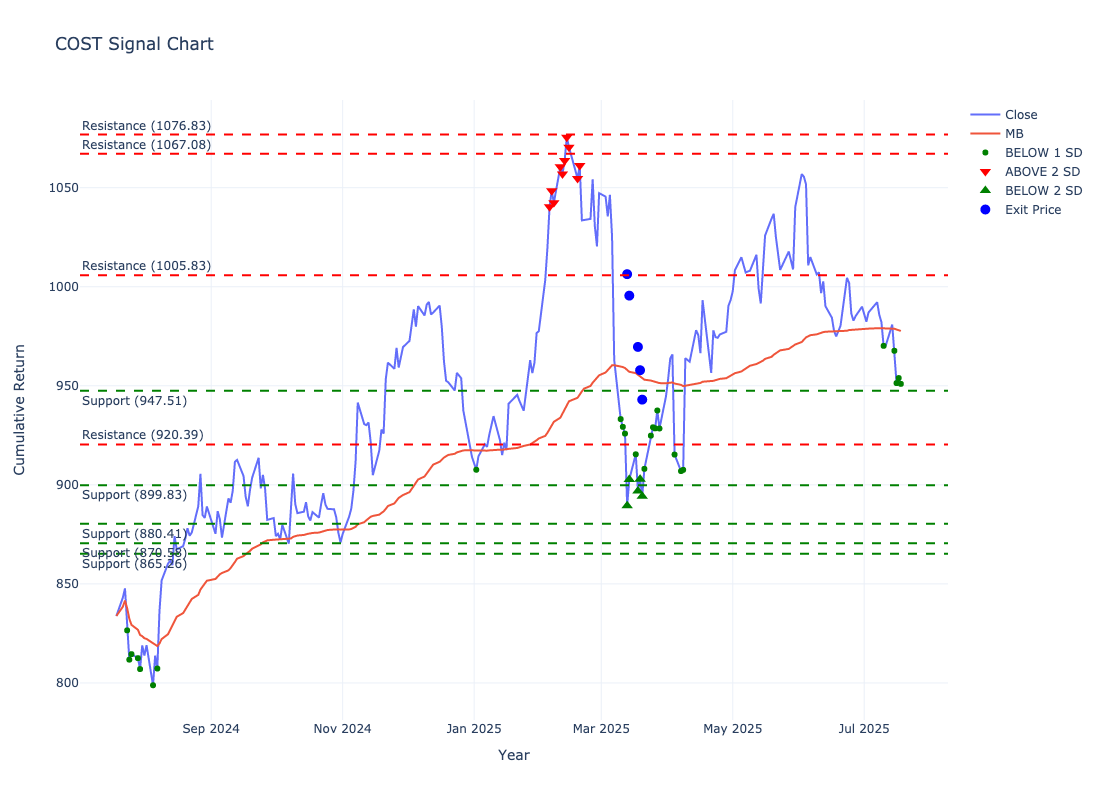 COST Signal Chart
Resistance (1076.83)
Resistance (1067.08)
Resistance (1005.83)
Support (947.51)
Resistance (920.39)
Support (899.83)
Support (880.41)
Support (870.58)
Support (865.26)
1050
1000
950
900
850
800
Cumulative Return
Sep 2024
Nov 2024
Jan 2025
Mar 2025
May 2025
Jul 2025
Year
Close
MB
BELOW 1 SD
ABOVE 2 SD
BELOW 2 SD
Exit Price